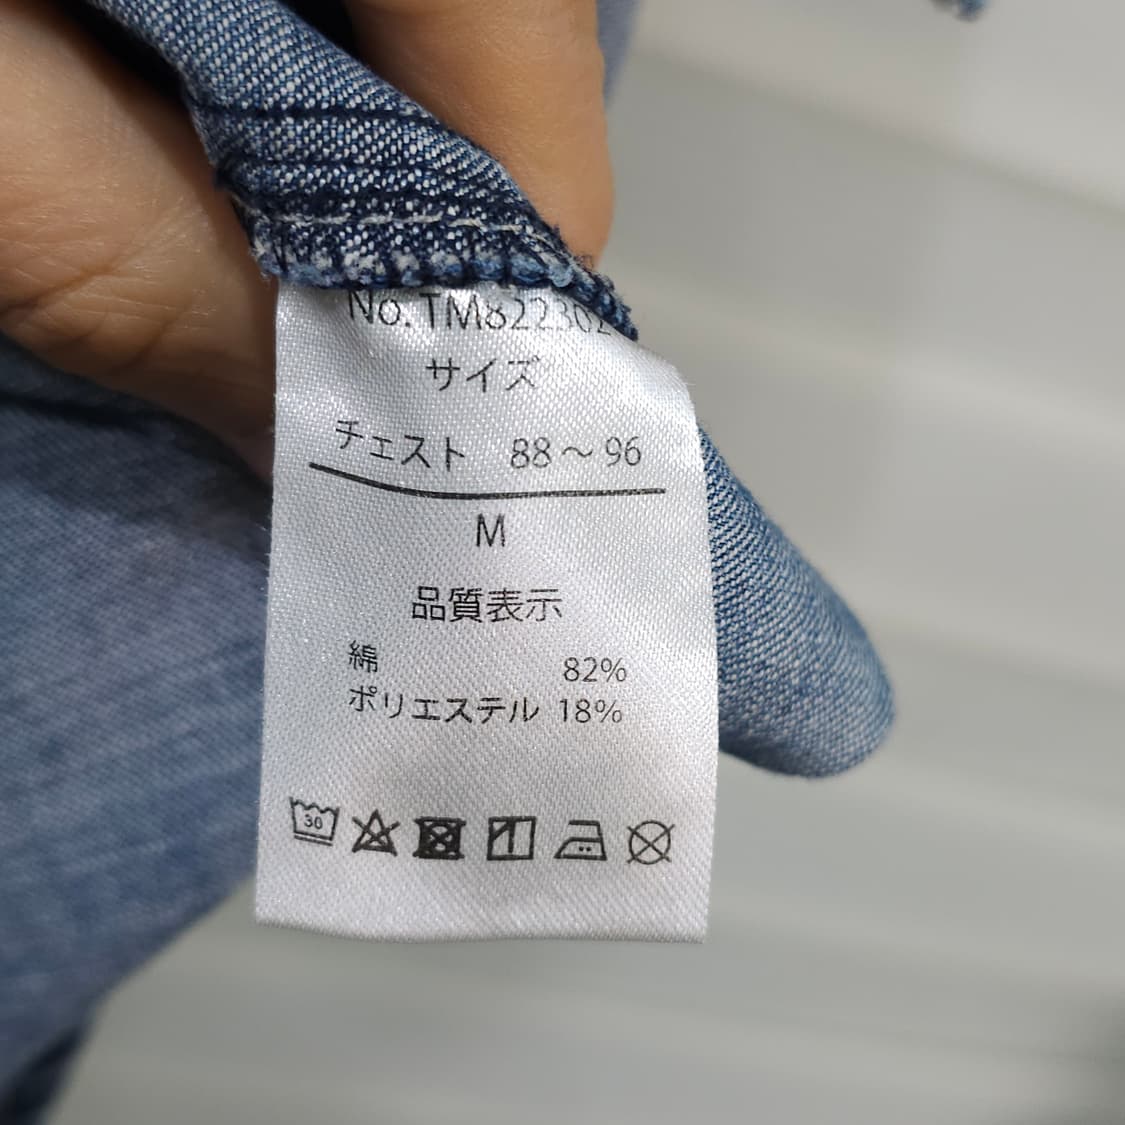 No.TM822302
サイズ
チェスト 88～96
M
品質表示
綿 82%
ポリエステル 18%
30